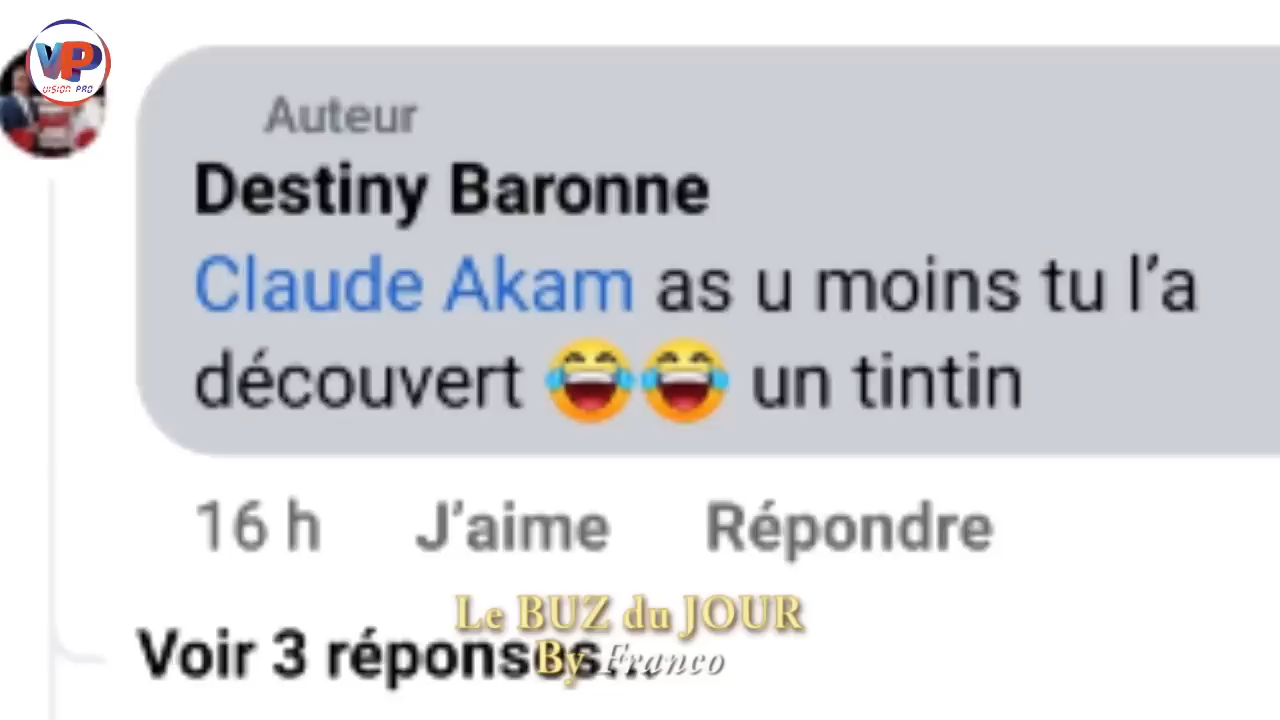 VP
VISION PRO
Auteur
Destiny Baronne
Claude Akam as u moins tu l'a
découvert 😂😂 un tintin
16 h J'aime Répondre
Le BUZ du JOUR
Voir 3 réponses...
By Franco